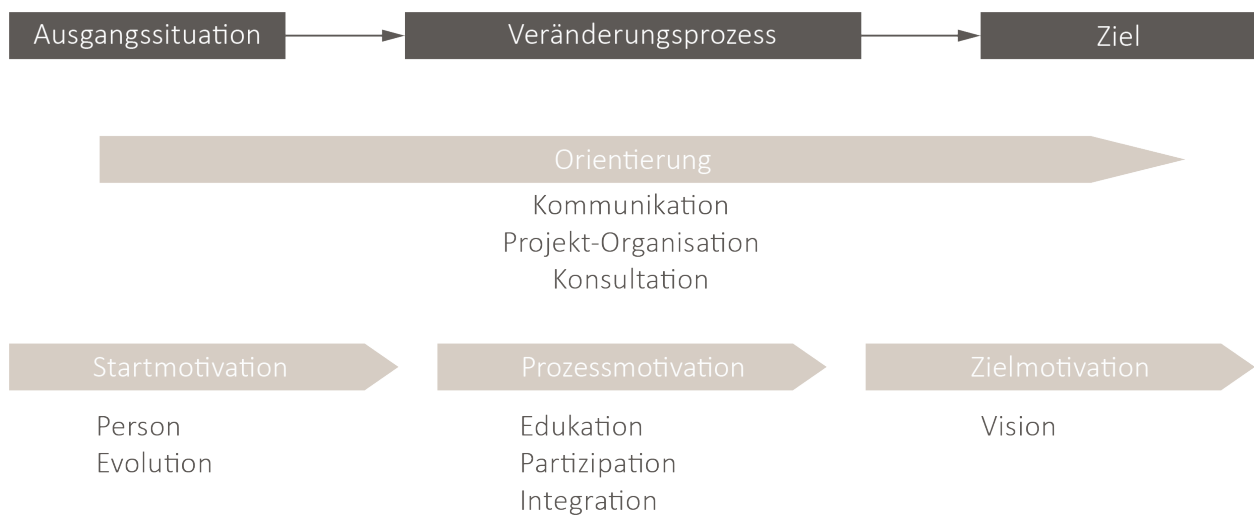 Ausgangssituation
Veränderungsprozess
Ziel
Orientierung
Kommunikation
Projekt-Organisation
Konsultation
Startmotivation
Prozessmotivation
Zielmotivation
Person
Evolution
Edukation
Partizipation
Integration
Vision